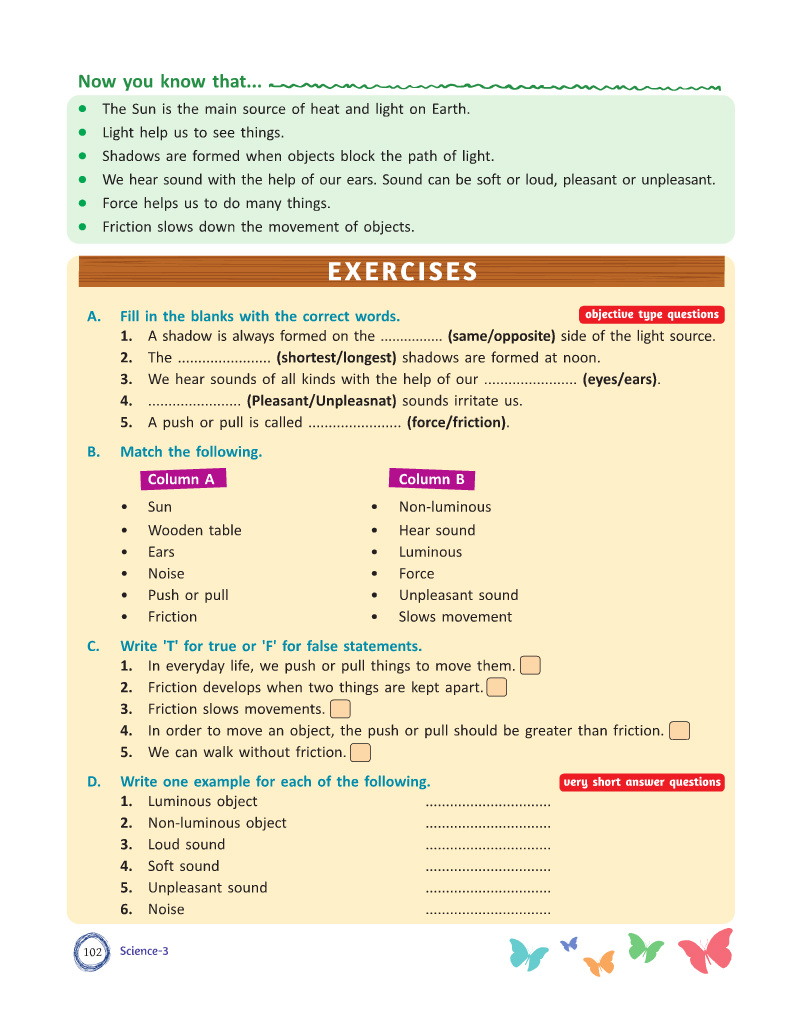 Now you know that...
• The Sun is the main source of heat and light on Earth.
• Light help us to see things.
• Shadows are formed when objects block the path of light.
• We hear sound with the help of our ears. Sound can be soft or loud, pleasant or unpleasant.
• Force helps us to do many things.
• Friction slows down the movement of objects.
EXERCISES
A. Fill in the blanks with the correct words. objective type questions
1. A shadow is always formed on the ............... (same/opposite) side of the light source.
2. The ....................... (shortest/longest) shadows are formed at noon.
3. We hear sounds of all kinds with the help of our ....................... (eyes/ears).
4. ....................... (Pleasant/Unpleasnat) sounds irritate us.
5. A push or pull is called ....................... (force/friction).
B. Match the following.
Column A Column B
• Sun • Non-luminous
• Wooden table • Hear sound
• Ears • Luminous
• Noise • Force
• Push or pull • Unpleasant sound
• Friction • Slows movement
C. Write 'T' for true or 'F' for false statements.
1. In everyday life, we push or pull things to move them.
2. Friction develops when two things are kept apart.
3. Friction slows movements.
4. In order to move an object, the push or pull should be greater than friction.
5. We can walk without friction.
D. Write one example for each of the following. very short answer questions
1. Luminous object ...............................
2. Non-luminous object ...............................
3. Loud sound ...............................
4. Soft sound ...............................
5. Unpleasant sound ...............................
6. Noise ...............................
102 Science-3